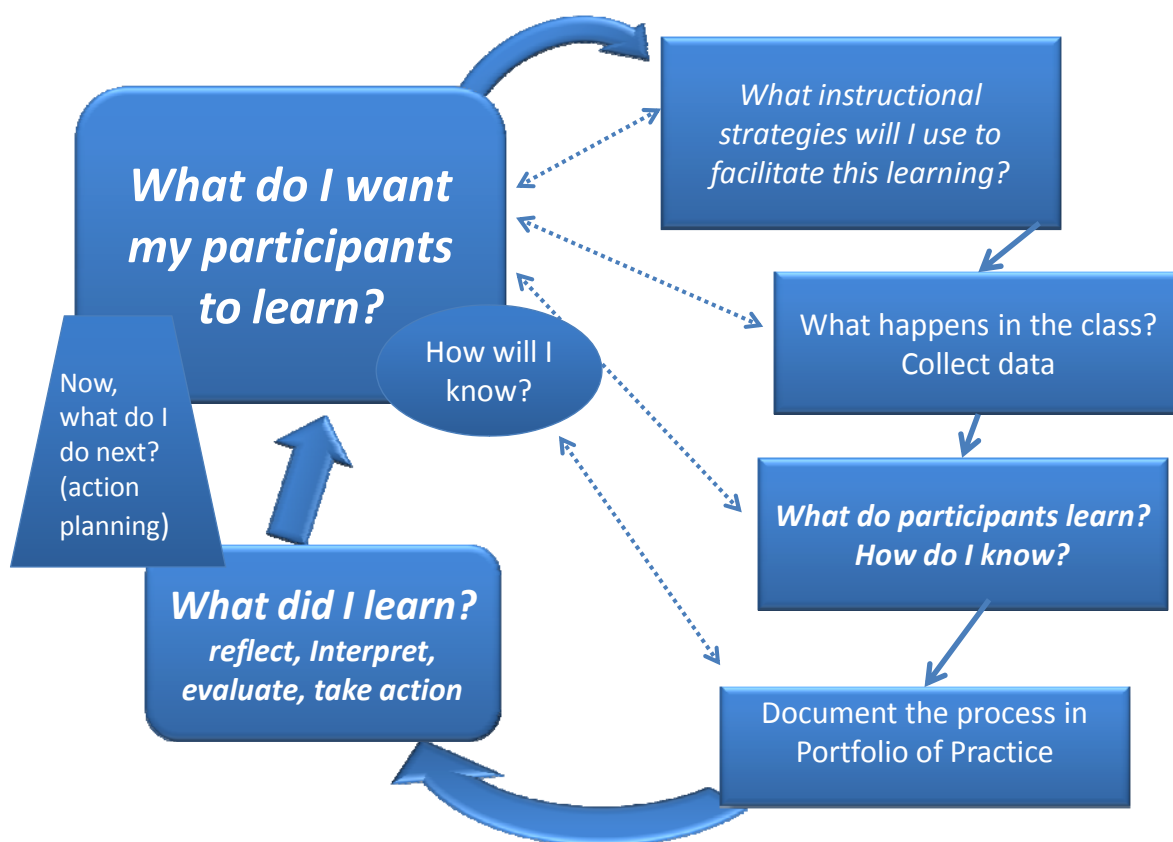 What do I want
my participants
to learn?
How will I
know?
What instructional
strategies will I use to
facilitate this learning?
What happens in the class?
Collect data
What do participants learn?
How do I know?
Document the process in
Portfolio of Practice
What did I learn?
reflect, Interpret,
evaluate, take action
Now,
what do I
do next?
(action
planning)